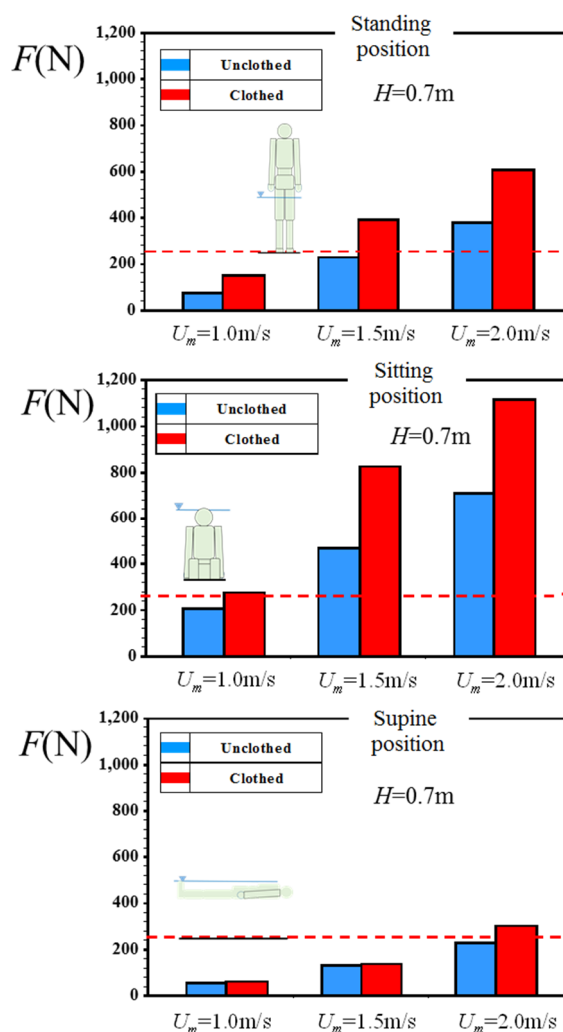 Standing
position
F(N)
1,200
1,000
800
600
400
200
0
Unclothed
Clothed
H=0.7m
Um=1.0m/s
Um=1.5m/s
Um=2.0m/s
Sitting
position
F(N)
1,200
1,000
800
600
400
200
0
Unclothed
Clothed
H=0.7m
Um=1.0m/s
Um=1.5m/s
Um=2.0m/s
Supine
position
F(N)
1,200
1,000
800
600
400
200
0
Unclothed
Clothed
H=0.7m
Um=1.0m/s
Um=1.5m/s
Um=2.0m/s